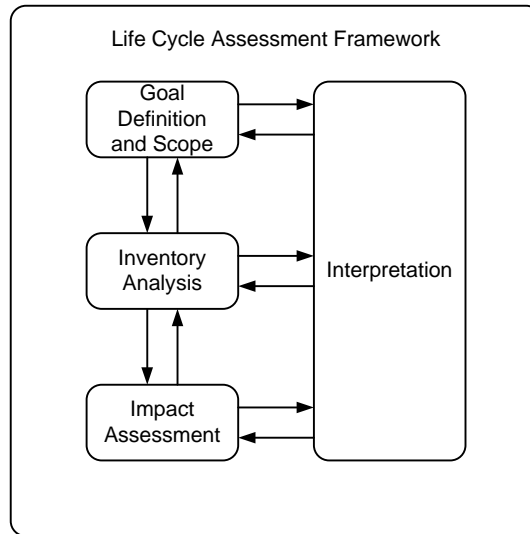 Life Cycle Assessment Framework
Goal
Definition
and Scope
Inventory
Analysis
Interpretation
Impact
Assessment